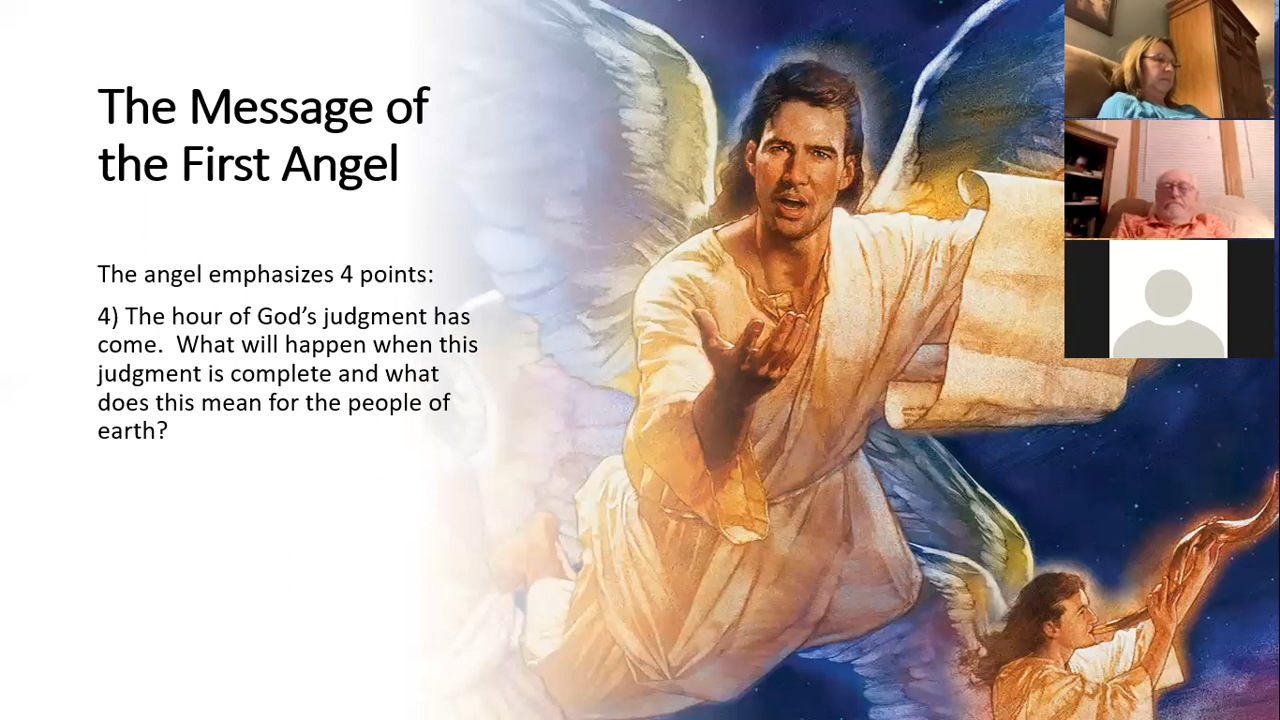 The Message of
the First Angel
The angel emphasizes 4 points:
4) The hour of God’s judgment has
come.  What will happen when this
judgment is complete and what
does this mean for the people of
earth?